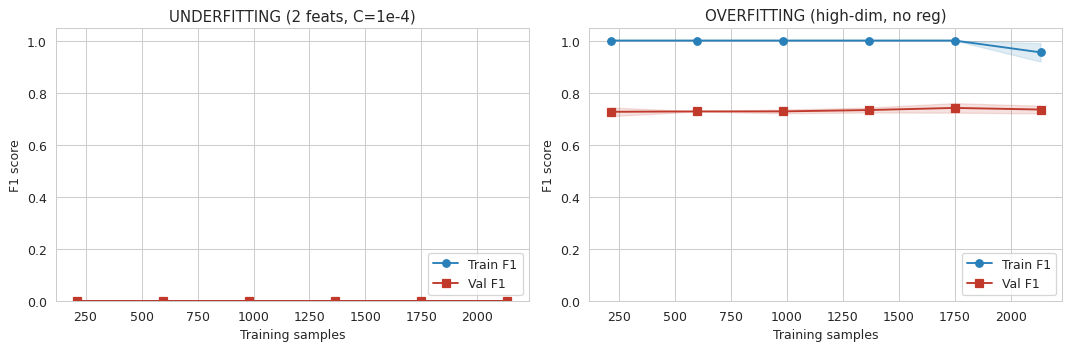 UNDERFITTING (2 feats, C=1e-4)
1.0
0.8
0.6
0.4
0.2
0.0
F1 score
250 500 750 1000 1250 1500 1750 2000
Training samples
Train F1
Val F1
OVERFITTING (high-dim, no reg)
1.0
0.8
0.6
0.4
0.2
0.0
F1 score
250 500 750 1000 1250 1500 1750 2000
Training samples
Train F1
Val F1